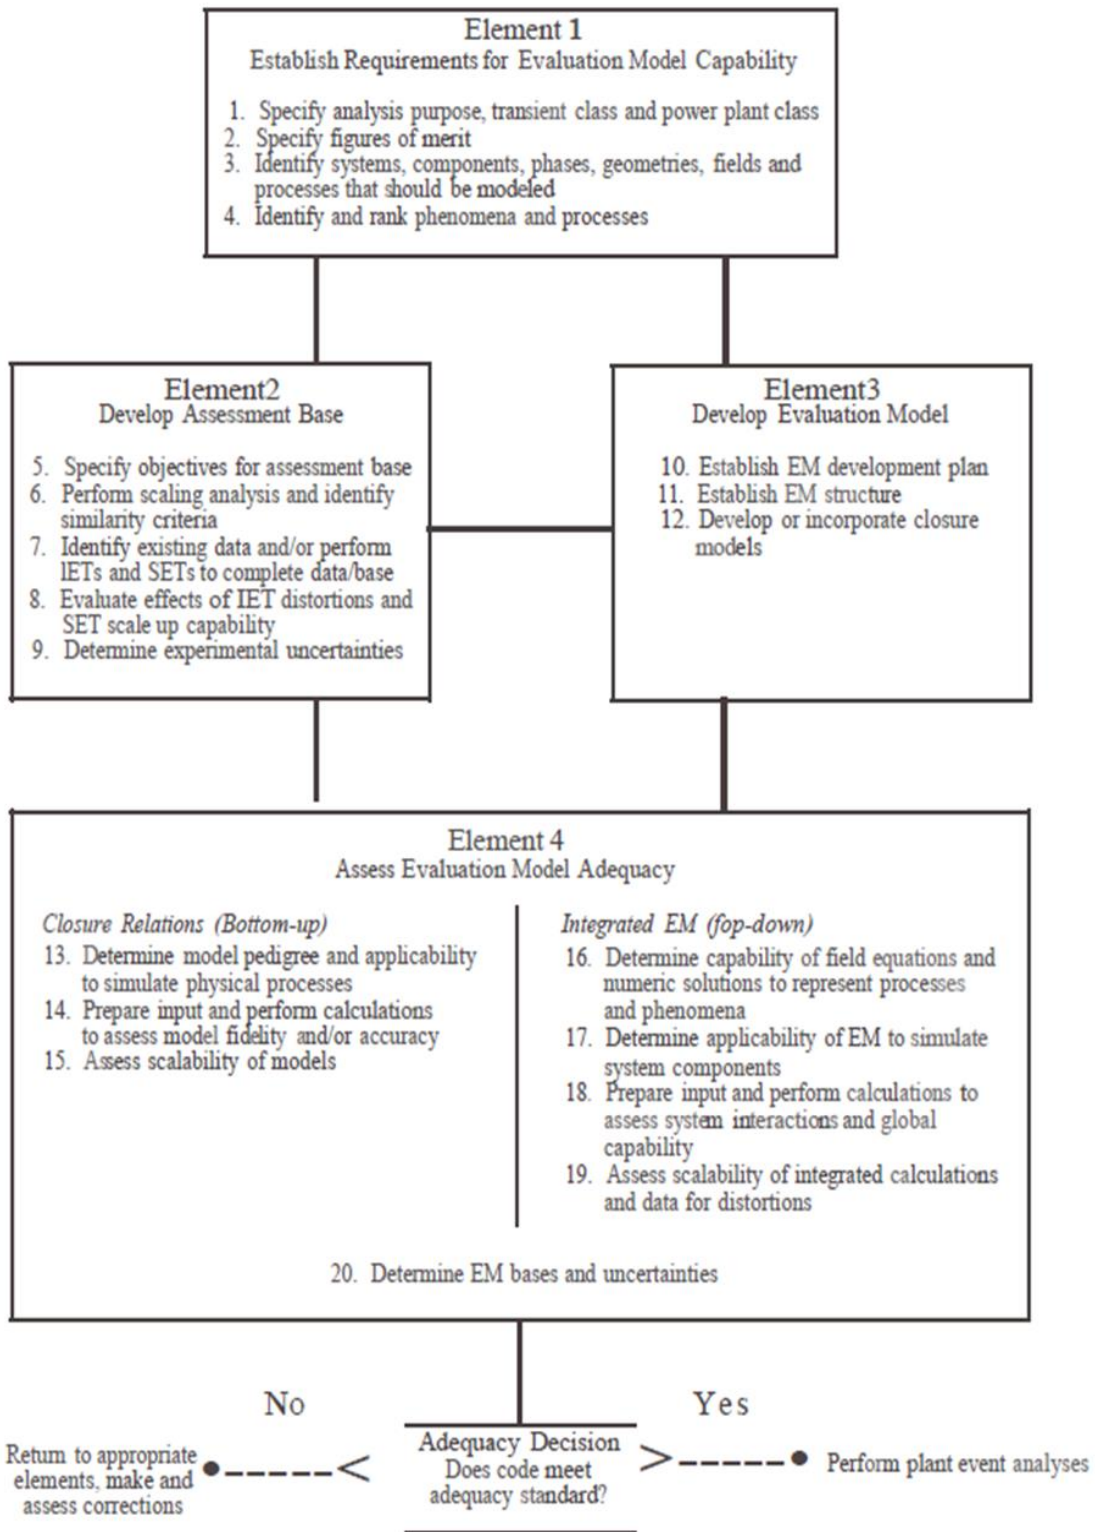 Element 1
Establish Requirements for Evaluation Model Capability
1. Specify analysis purpose, transient class and power plant class
2. Specify figures of merit
3. Identify systems, components, phases, geometries, fields and
processes that should be modeled
4. Identify and rank phenomena and processes
Element2
Develop Assessment Base
5. Specify objectives for assessment base
6. Perform scaling analysis and identify
similarity criteria
7. Identify existing data and/or perform
IETs and SETs to complete data/base
8. Evaluate effects of IET distortions and
SET scale up capability
9. Determine experimental uncertainties
Element3
Develop Evaluation Model
10. Establish EM development plan
11. Establish EM structure
12. Develop or incorporate closure
models
Element 4
Assess Evaluation Model Adequacy
Closure Relations (Bottom-up)
13. Determine model pedigree and applicability
to simulate physical processes
14. Prepare input and perform calculations
to assess model fidelity and/or accuracy
15. Assess scalability of models
Integrated EM (fop-down)
16. Determine capability of field equations and
numeric solutions to represent processes
and phenomena
17. Determine applicability of EM to simulate
system components
18. Prepare input and perform calculations to
assess system interactions and global
capability
19. Assess scalability of integrated calculations
and data for distortions
20. Determine EM bases and uncertainties
No
Yes
Return to appropriate
elements, make and
assess corrections
Adequacy Decision
Does code meet
adequacy standard?
Perform plant event analyses